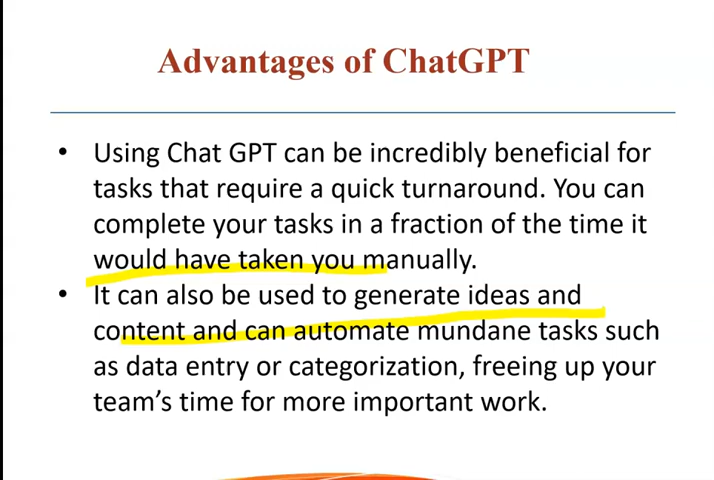 Advantages of ChatGPT
• Using Chat GPT can be incredibly beneficial for
tasks that require a quick turnaround. You can
complete your tasks in a fraction of the time it
would have taken you manually.
• It can also be used to generate ideas and
content and can automate mundane tasks such
as data entry or categorization, freeing up your
team’s time for more important work.